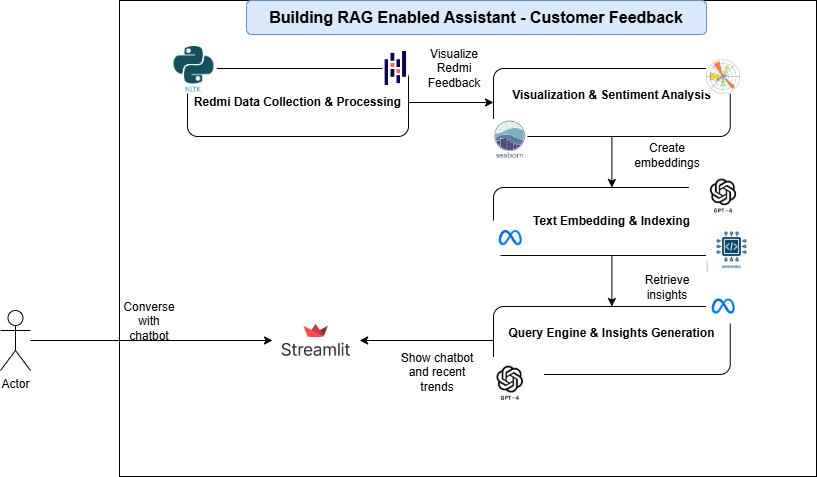 Building RAG Enabled Assistant - Customer Feedback
NLTK
Redmi Data Collection & Processing
Visualize
Redmi
Feedback
Visualization & Sentiment Analysis
seaborn
Create
embeddings
GPT - 4
Text Embedding & Indexing
Retrieve
insights
Query Engine & Insights Generation
GPT - 4
Converse
with
chatbot
Streamlit
Show chatbot
and recent
trends
Actor